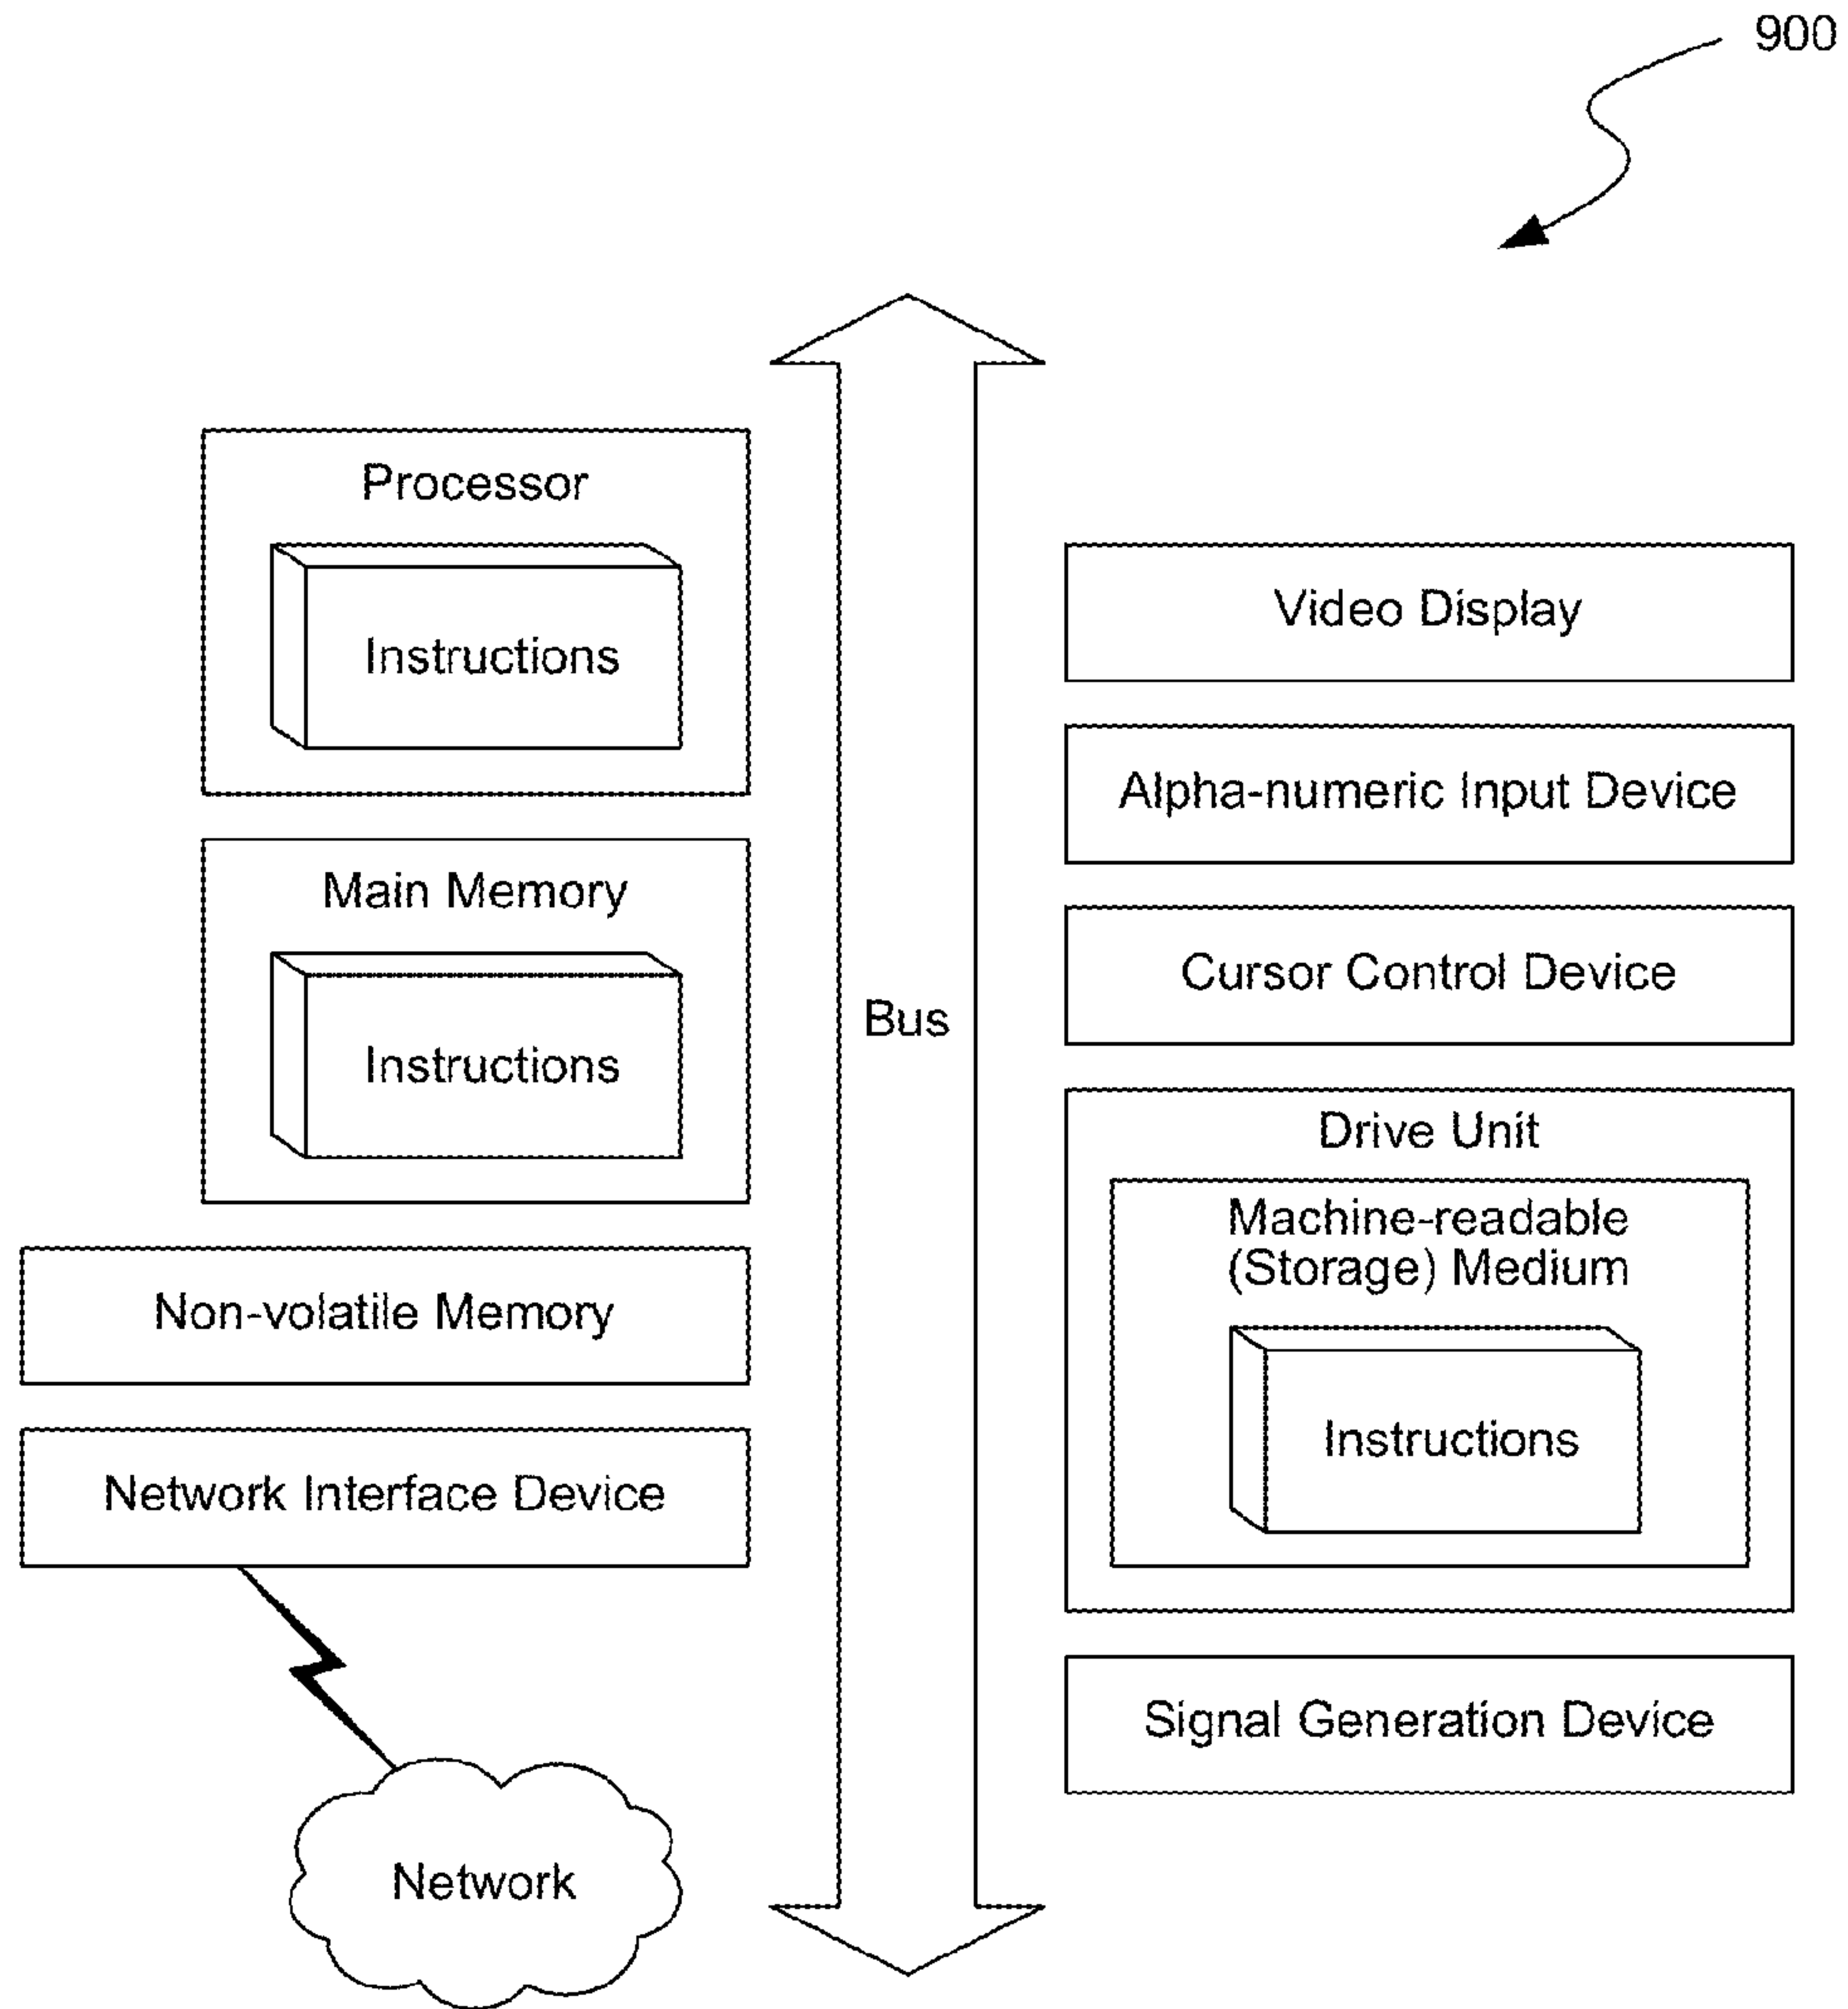 900
Processor
Instructions
Main Memory
Instructions
Non-volatile Memory
Network Interface Device
Network
Bus
Video Display
Alpha-numeric Input Device
Cursor Control Device
Drive Unit
Machine-readable
(Storage) Medium
Instructions
Signal Generation Device